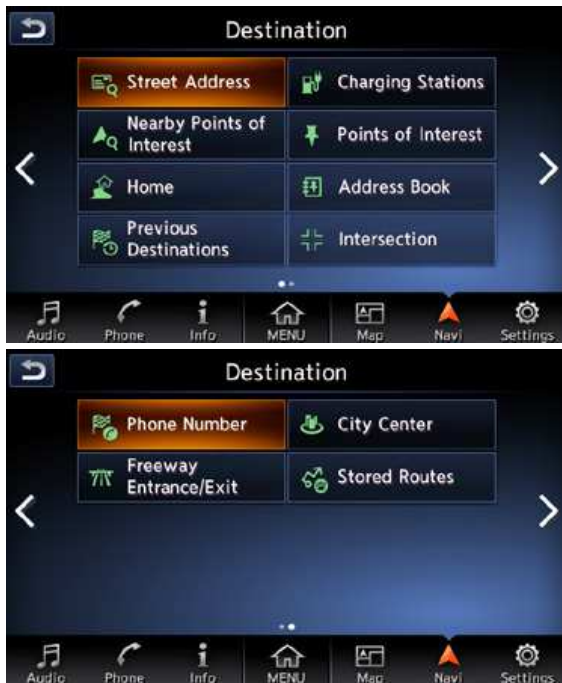 Destination
Street Address
Charging Stations
Nearby Points of
Interest
Points of Interest
Home
Address Book
Previous
Destinations
Intersection
Audio
Phone
Info
MENU
Map
Navi
Settings
Destination
Phone Number
City Center
Freeway
Entrance/Exit
Stored Routes
Audio
Phone
Info
MENU
Map
Navi
Settings